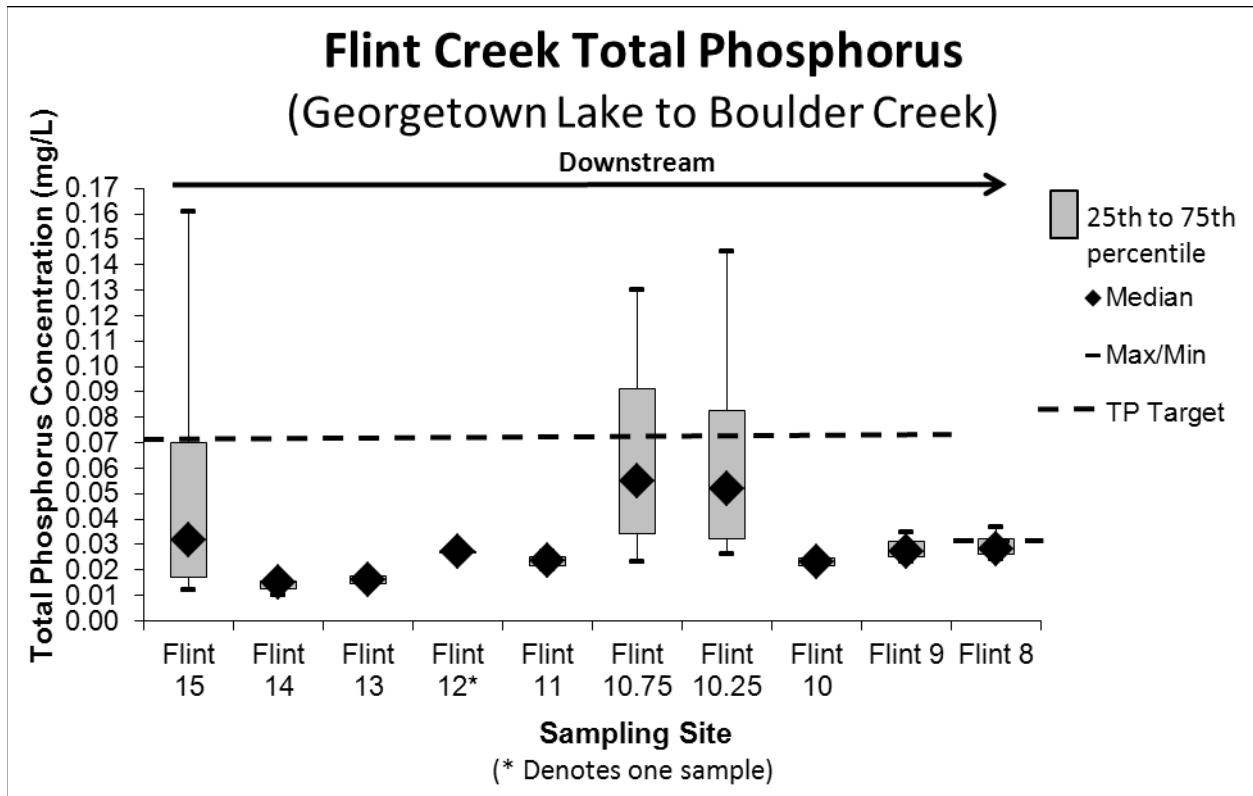 Flint Creek Total Phosphorus
(Georgetown Lake to Boulder Creek)
Downstream
Total Phosphorus Concentration (mg/L)
0.17
0.16
0.15
0.14
0.13
0.12
0.11
0.10
0.09
0.08
0.07
0.06
0.05
0.04
0.03
0.02
0.01
0.00
25th to 75th
percentile
Median
Max/Min
TP Target
Flint
15
Flint
14
Flint
13
Flint
12*
Flint
11
Flint
10.75
Flint
10.25
Flint
10
Flint 9
Flint 8
Sampling Site
(* Denotes one sample)